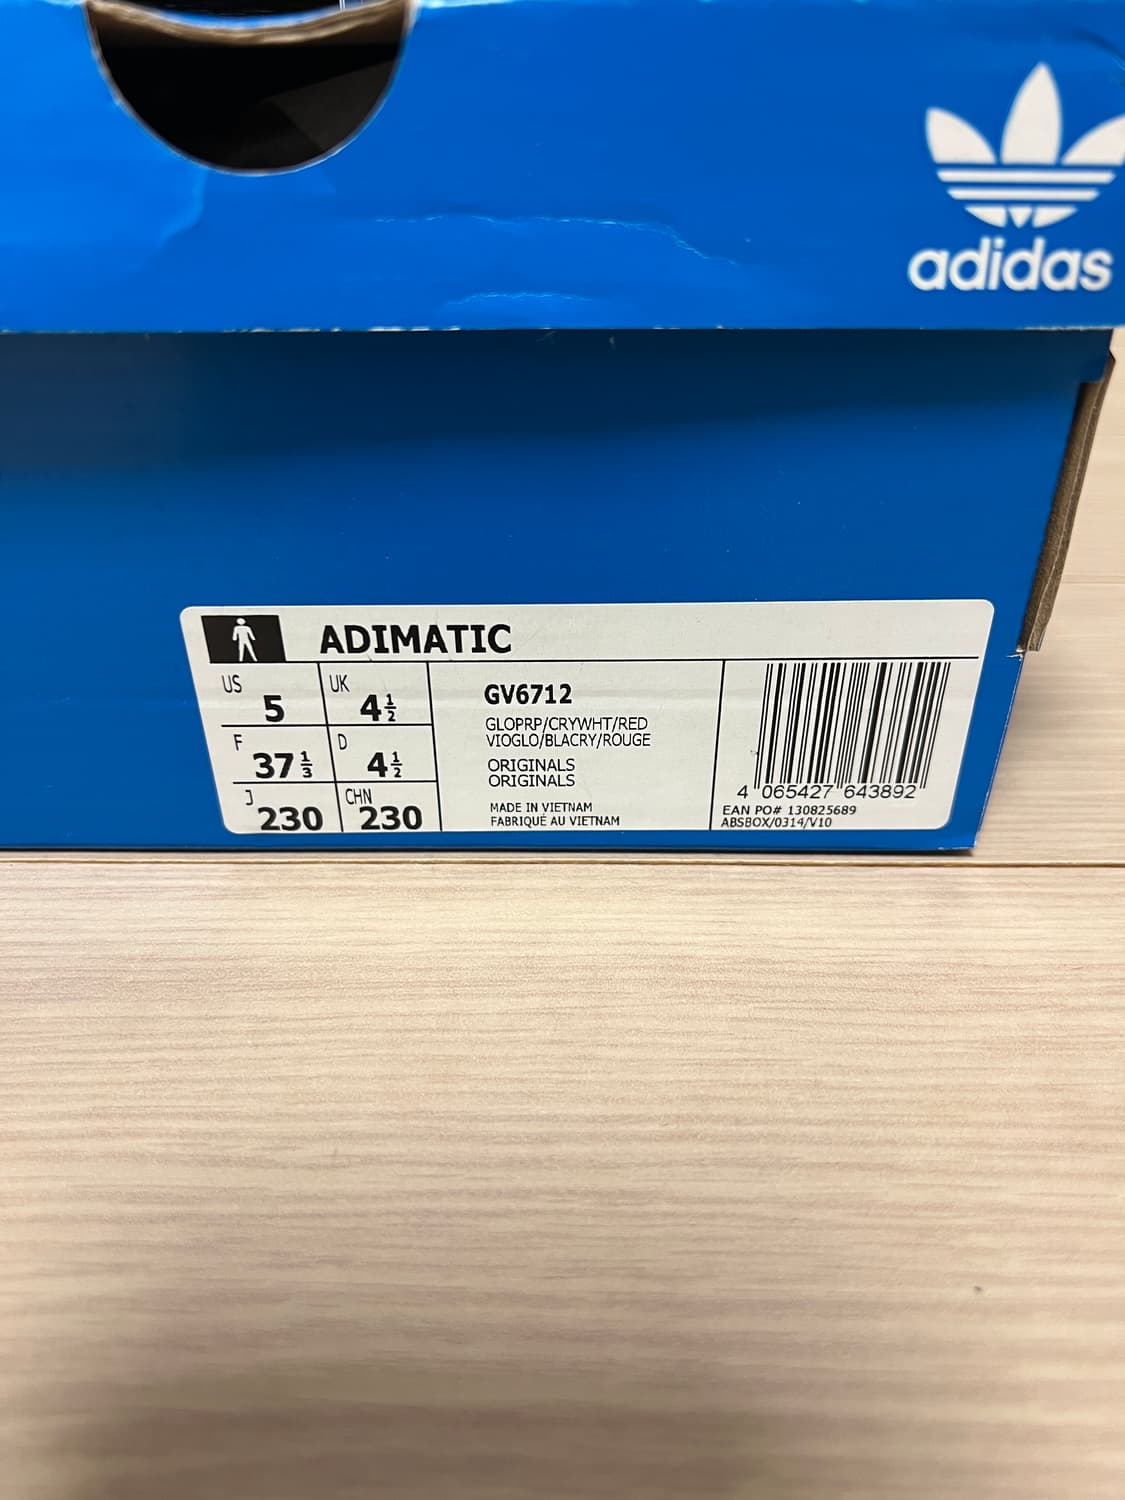 adidas
ADIMATIC
US 5
UK 4½
F 37⅓
D 4½
J 230
CHN 230
GV6712
GLOPRP/CRYWHT/RED
VIOGLO/BLACRY/ROUGE
ORIGINALS
ORIGINALS
MADE IN VIETNAM
FABRIQUÉ AU VIETNAM
4 065427 643892
EAN PO# 130825689
ABSBOX/0314/V10